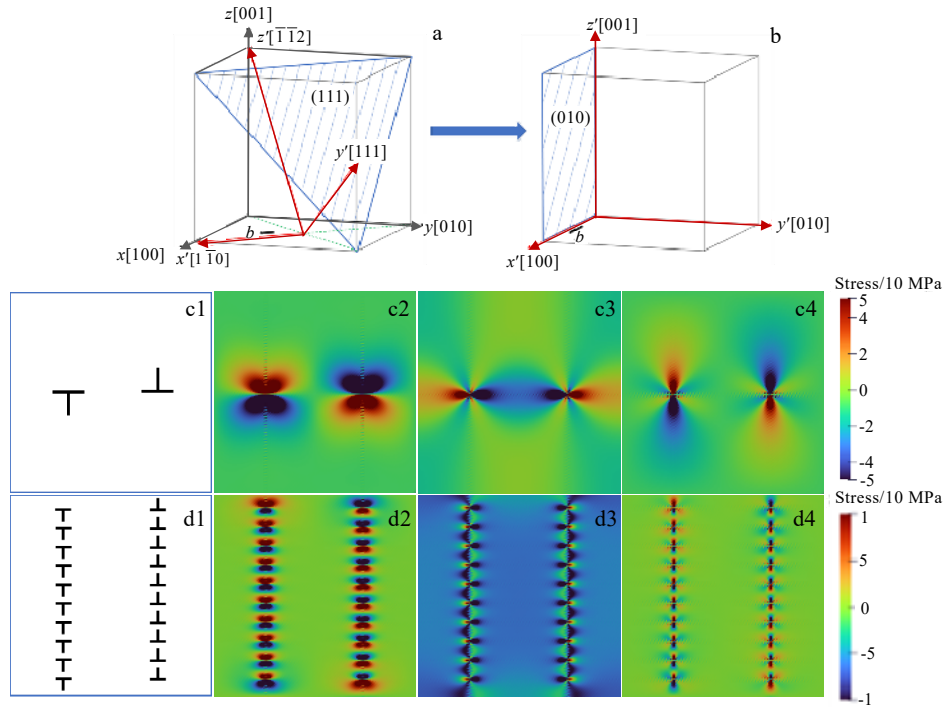 z[001]
z′[1̅1̅2]
a
(111)
y′[111]
b
y[010]
x[100]
x′[11̅0]
z′[001]
b
(010)
b
y′[010]
x′[100]
Stress/10 MPa
c1
c2
c3
c4
5
4
2
0
-2
-4
-5
Stress/10 MPa
d1
d2
d3
d4
1
5
0
-5
-1